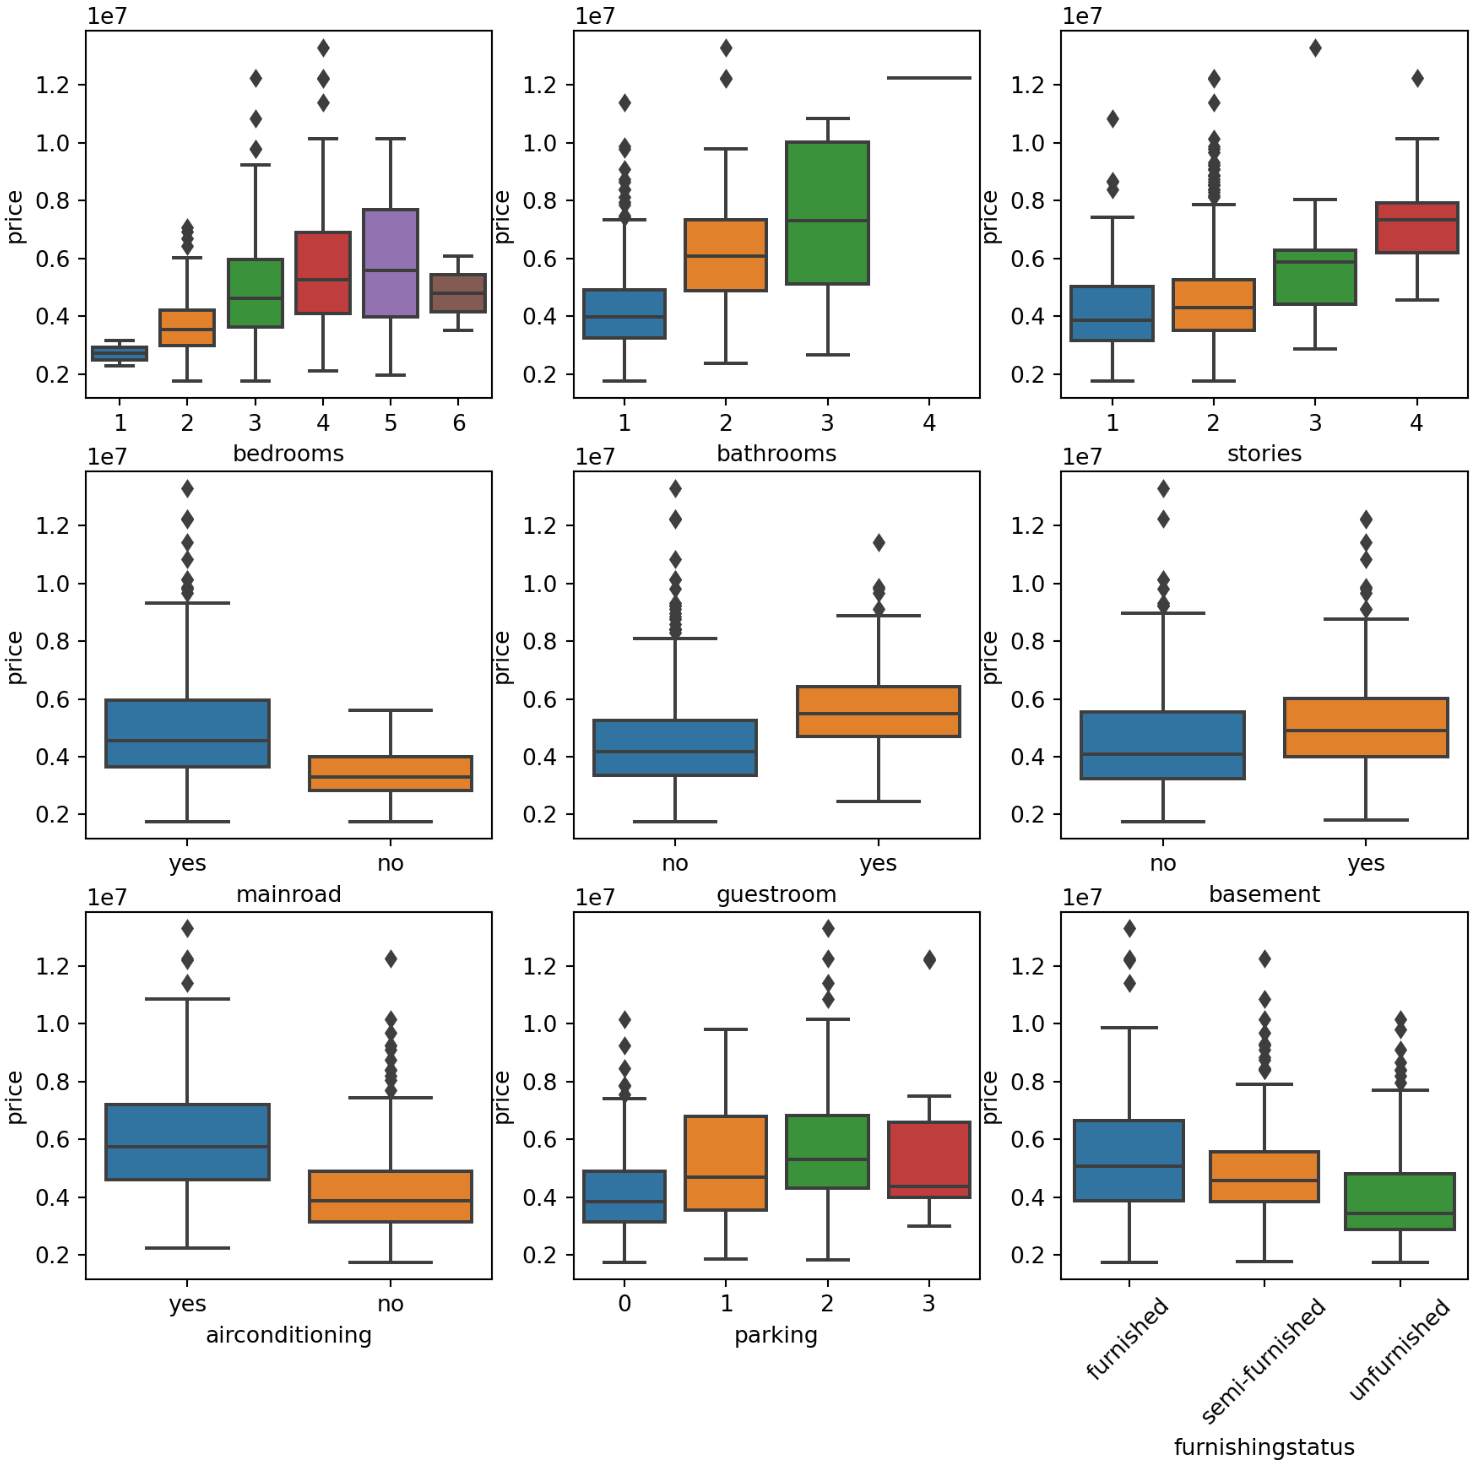 1e7 1e7 1e7
1.2 1.2 1.2
1.0 1.0 1.0
0.8 0.8 0.8
price price price
0.6 0.6 0.6
0.4 0.4 0.4
0.2 0.2 0.2
1 2 3 4 5 6 1 2 3 4 1 2 3 4
bedrooms bathrooms stories
1e7 1e7 1e7
1.2 1.2 1.2
1.0 1.0 1.0
0.8 0.8 0.8
price price price
0.6 0.6 0.6
0.4 0.4 0.4
0.2 0.2 0.2
yes no no yes no yes
mainroad guestroom basement
1e7 1e7 1e7
1.2 1.2 1.2
1.0 1.0 1.0
0.8 0.8 0.8
price price price
0.6 0.6 0.6
0.4 0.4 0.4
0.2 0.2 0.2
yes no 0 1 2 3 furnished semi-furnished unfurnished
airconditioning parking furnishingstatus